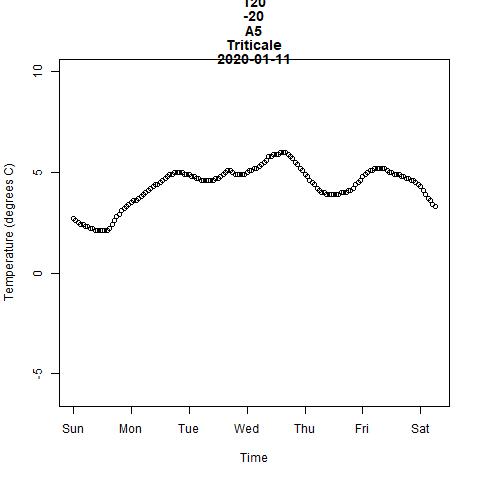 120
-20
A5
Triticale
2020-01-11
10
5
0
-5
Temperature (degrees C)
Sun Mon Tue Wed Thu Fri Sat
Time